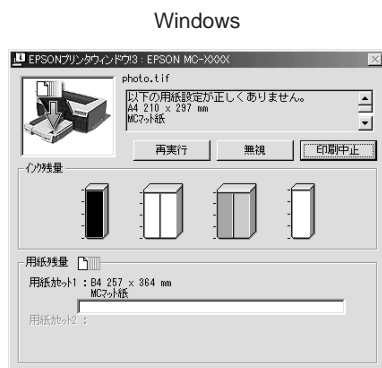 Windows
EPSONプリンタウィンドウ!3 : EPSON MC-XXXX
photo.tif
以下の用紙設定が正しくありません。
A4 210 x 297 mm
MCマット紙
再実行
無視
印刷中止
インク残量
用紙残量
用紙カセット1 : B4 257 x 364 mm
MCマット紙
用紙カセット2 :